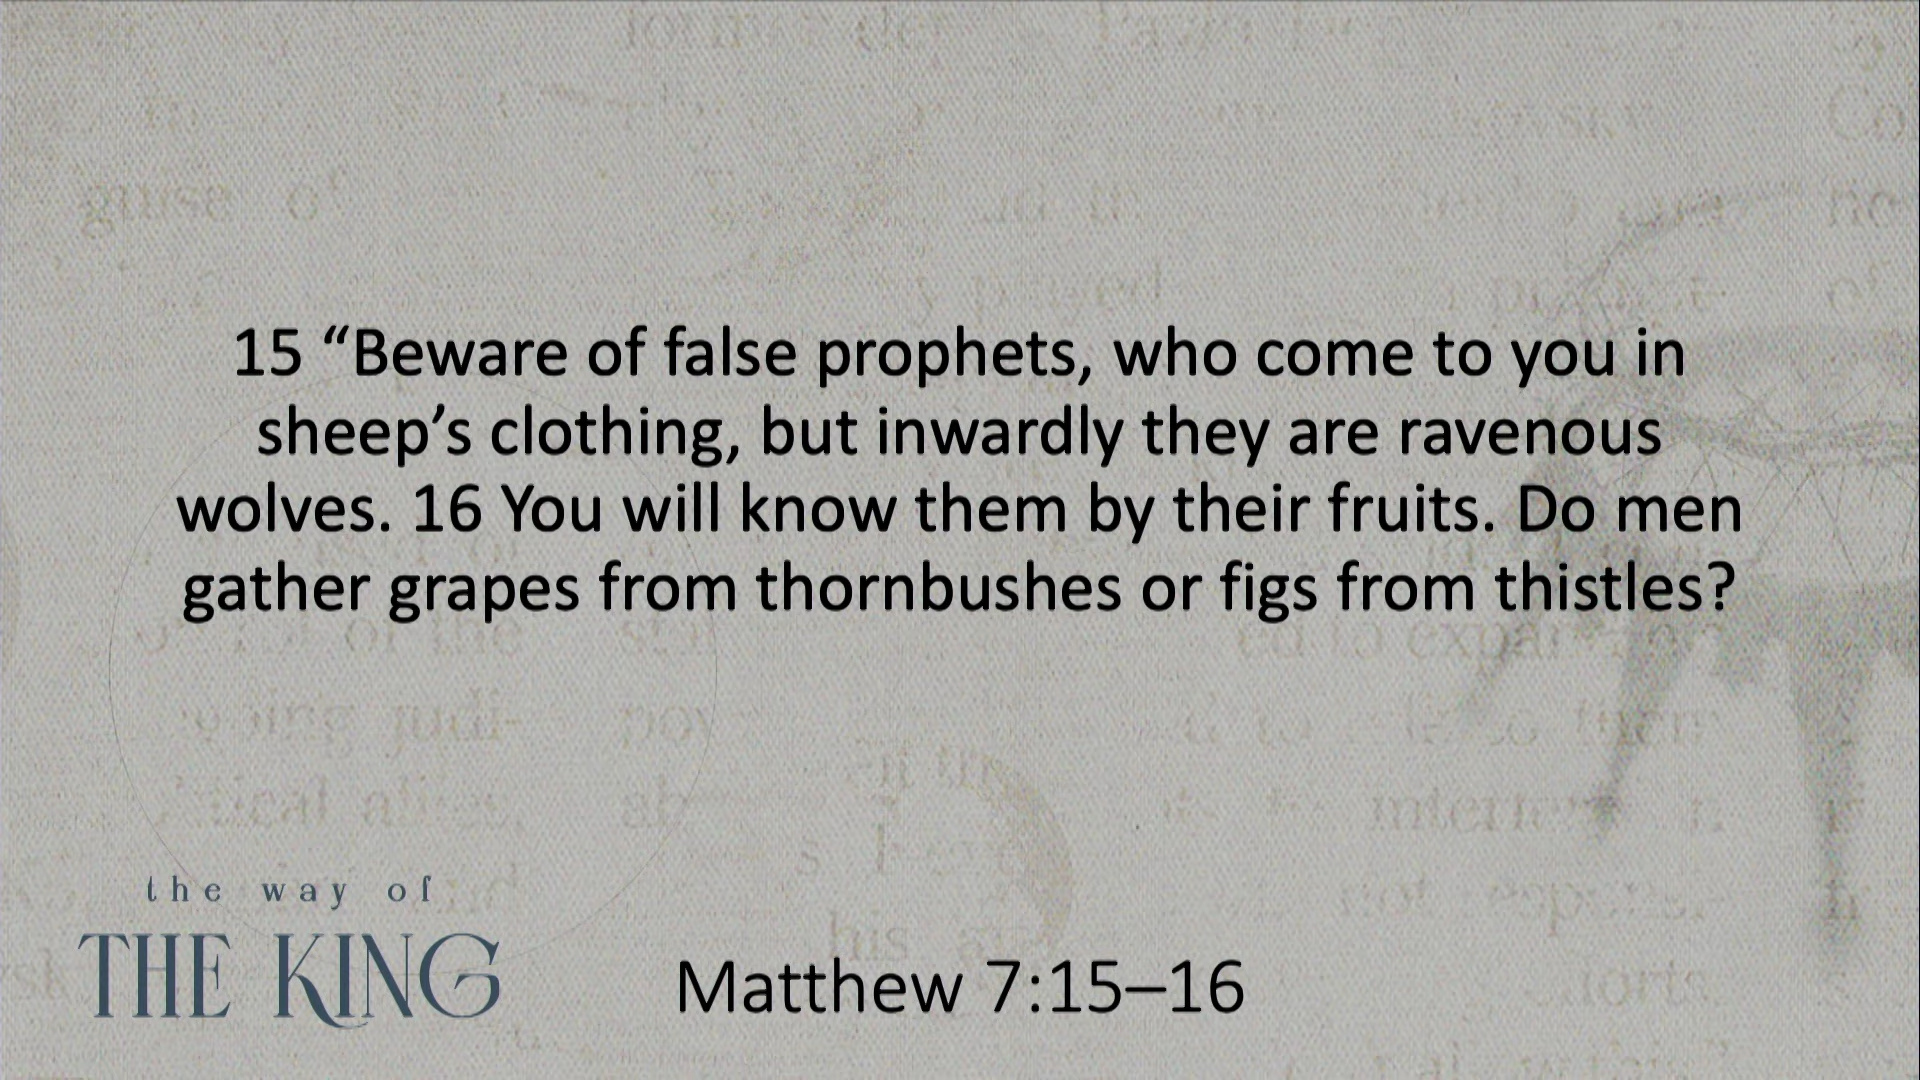 15 “Beware of false prophets, who come to you in
sheep’s clothing, but inwardly they are ravenous
wolves. 16 You will know them by their fruits. Do men
gather grapes from thornbushes or figs from thistles?
the way of
THE KING
Matthew 7:15–16